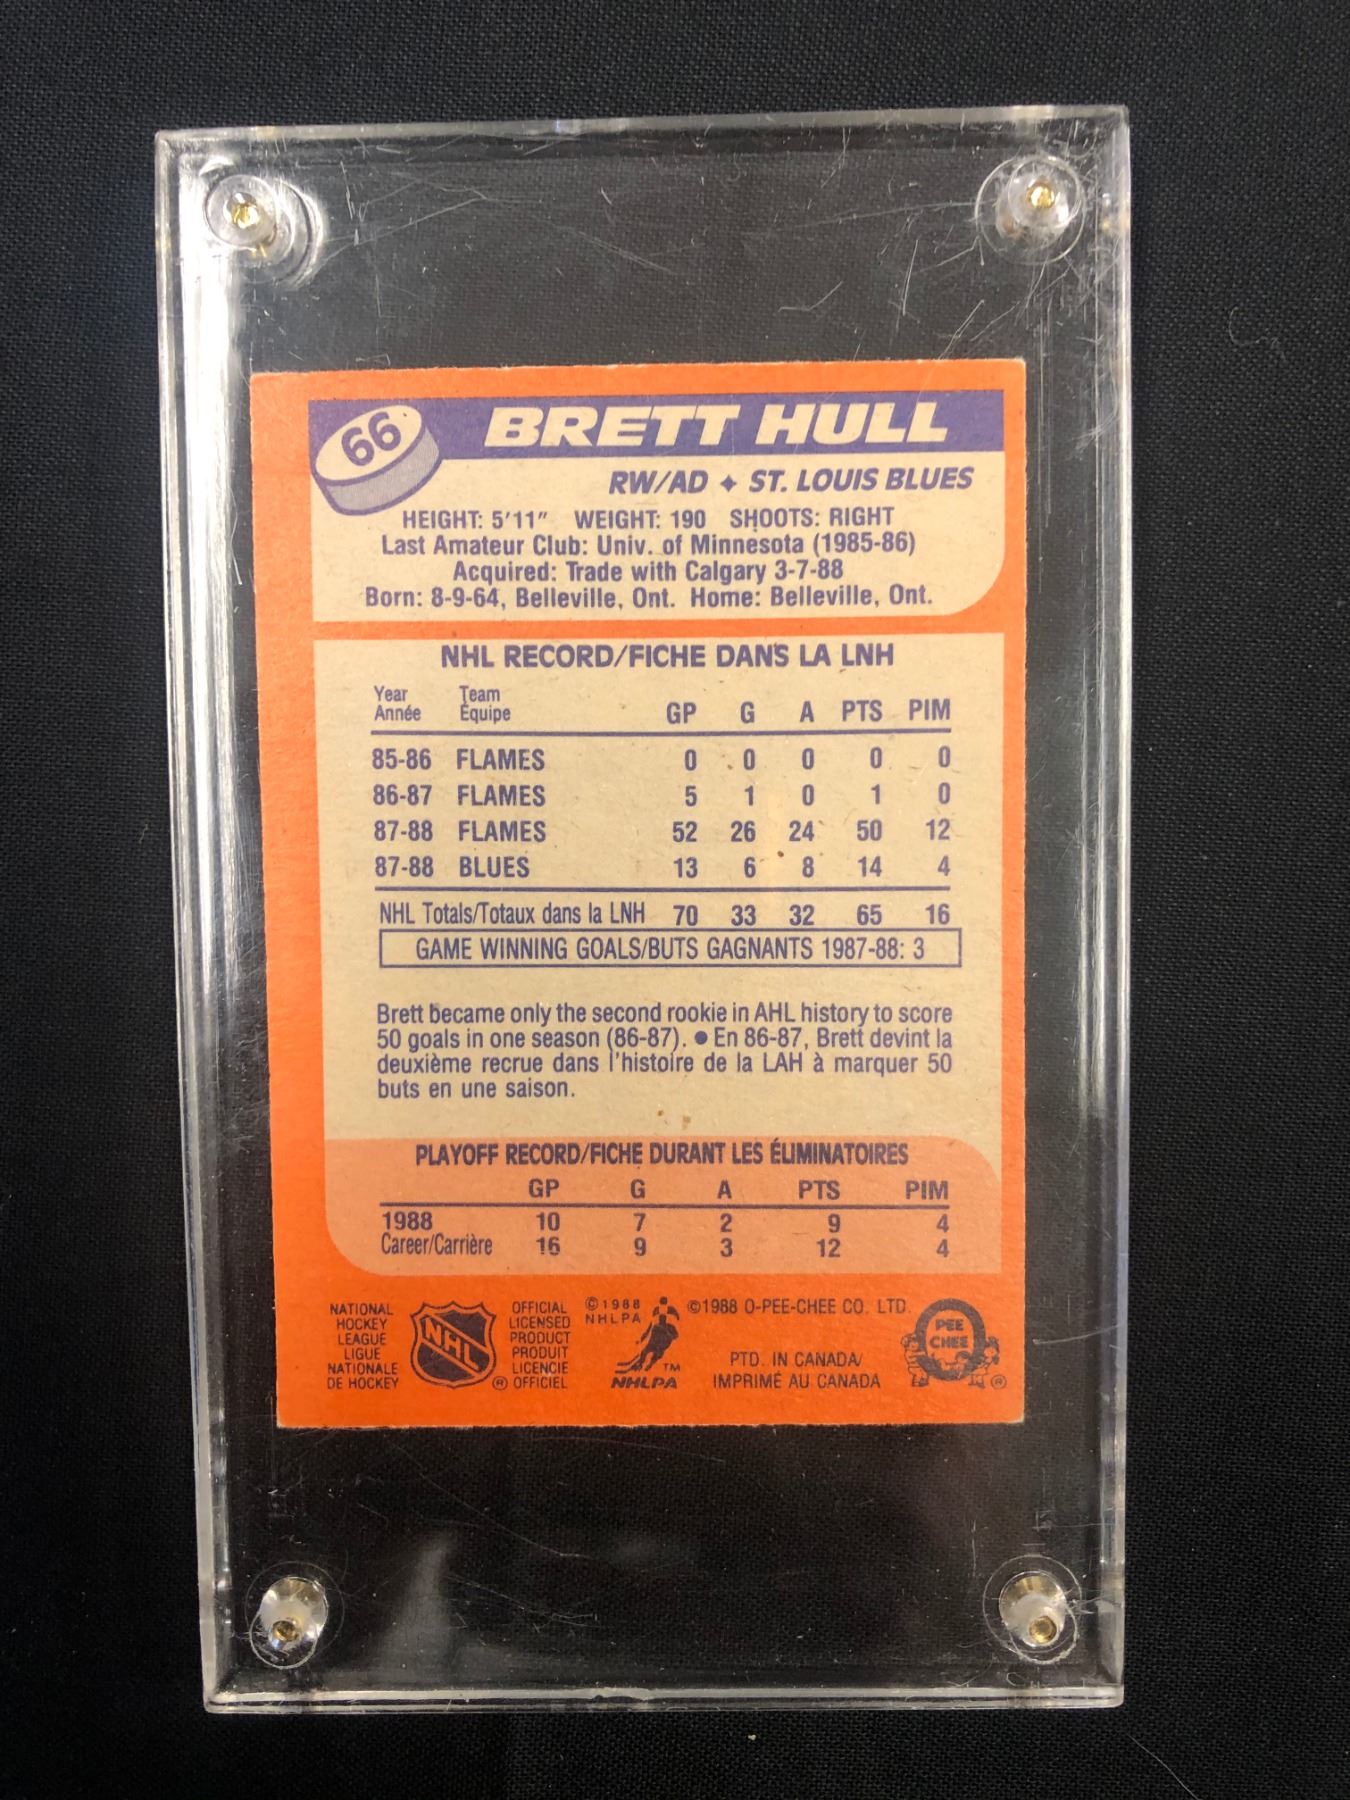 66 BRETT HULL
RW/AD ✦ ST. LOUIS BLUES
HEIGHT: 5'11" WEIGHT: 190 SHOOTS: RIGHT
Last Amateur Club: Univ. of Minnesota (1985-86)
Acquired: Trade with Calgary 3-7-88
Born: 8-9-64, Belleville, Ont. Home: Belleville, Ont.
NHL RECORD/FICHE DANS LA LNH
Year Team
Année Équipe GP G A PTS PIM
85-86 FLAMES 0 0 0 0 0
86-87 FLAMES 5 1 0 1 0
87-88 FLAMES 52 26 24 50 12
87-88 BLUES 13 6 8 14 4
NHL Totals/Totaux dans la LNH 70 33 32 65 16
GAME WINNING GOALS/BUTS GAGNANTS 1987-88: 3
Brett became only the second rookie in AHL history to score
50 goals in one season (86-87). ● En 86-87, Brett devint la
deuxième recrue dans l'histoire de la LAH à marquer 50
buts en une saison.
PLAYOFF RECORD/FICHE DURANT LES ÉLIMINATOIRES
GP G A PTS PIM
1988 10 7 2 9 4
Career/Carrière 16 9 3 12 4
NATIONAL
HOCKEY
LEAGUE
LIGUE
NATIONALE
DE HOCKEY
NHL
®
OFFICIAL
LICENSED
PRODUCT
PRODUIT
LICENCIE
OFFICIEL
©1988
NHLPA
TM
NHLPA
©1988 O-PEE-CHEE CO. LTD.
PTD. IN CANADA/
IMPRIMÉ AU CANADA
PEE
CHEE
®